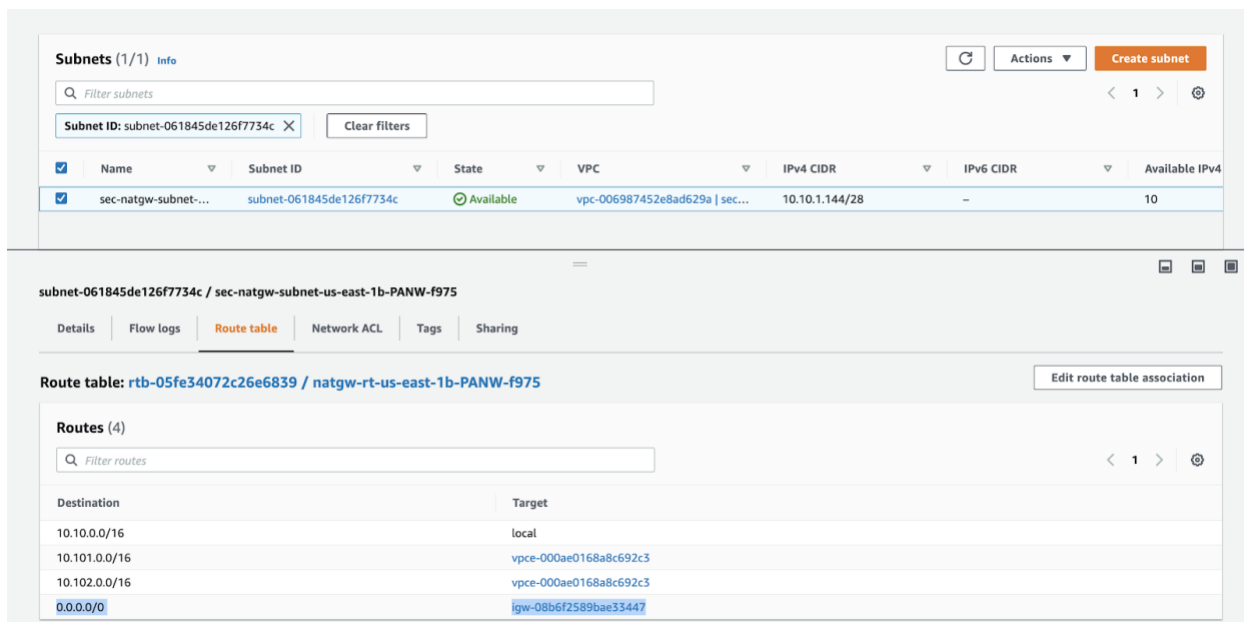 Subnets (1/1) Info
Actions ▼ Create subnet
Filter subnets
< 1 >
Subnet ID: subnet-061845de126f7734c X Clear filters
Name Subnet ID State VPC IPv4 CIDR IPv6 CIDR Available IPv4
sec-natgw-subnet-... subnet-061845de126f7734c Available vpc-006987452e8ad629a | sec... 10.10.1.144/28 – 10
subnet-061845de126f7734c / sec-natgw-subnet-us-east-1b-PANW-f975
Details Flow logs Route table Network ACL Tags Sharing
Route table: rtb-05fe34072c26e6839 / natgw-rt-us-east-1b-PANW-f975 Edit route table association
Routes (4)
Filter routes < 1 >
Destination Target
10.10.0.0/16 local
10.101.0.0/16 vpce-000ae0168a8c692c3
10.102.0.0/16 vpce-000ae0168a8c692c3
0.0.0.0/0 igw-08b6f2589bae33447